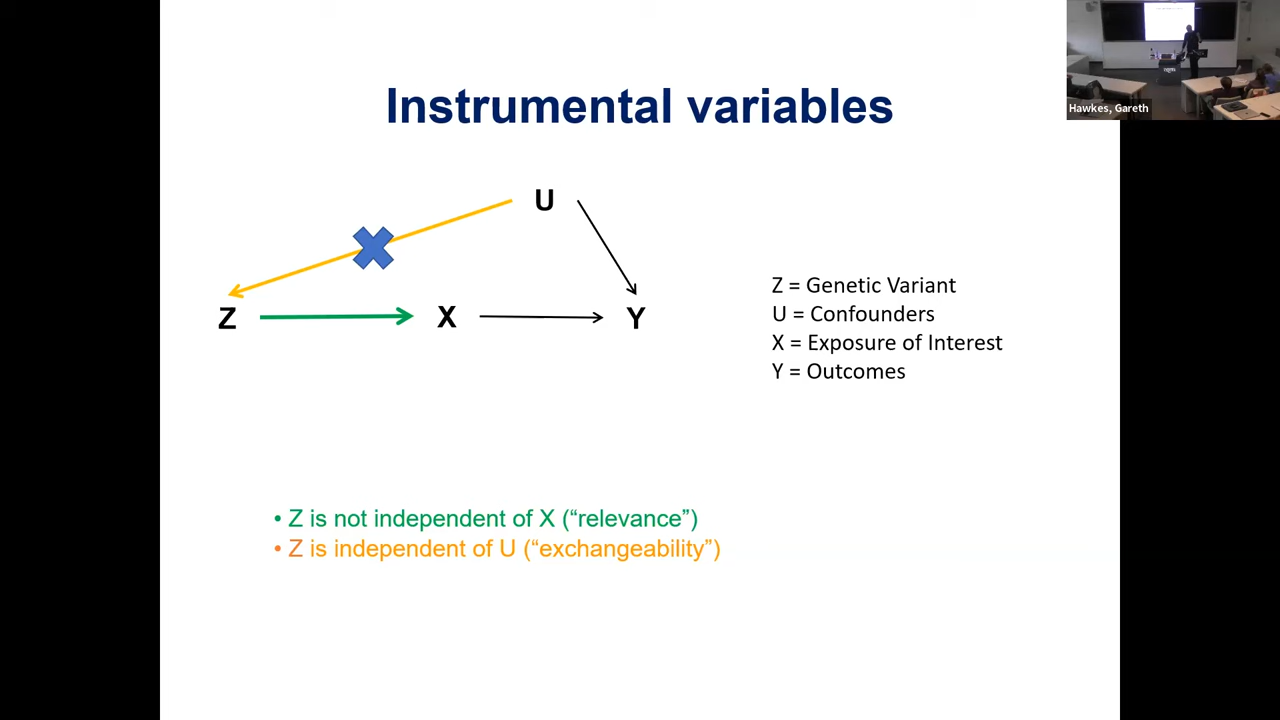 Hawkes, Gareth
Instrumental variables
U
Z
X
Y
Z = Genetic Variant
U = Confounders
X = Exposure of Interest
Y = Outcomes
• Z is not independent of X (“relevance”)
• Z is independent of U (“exchangeability”)